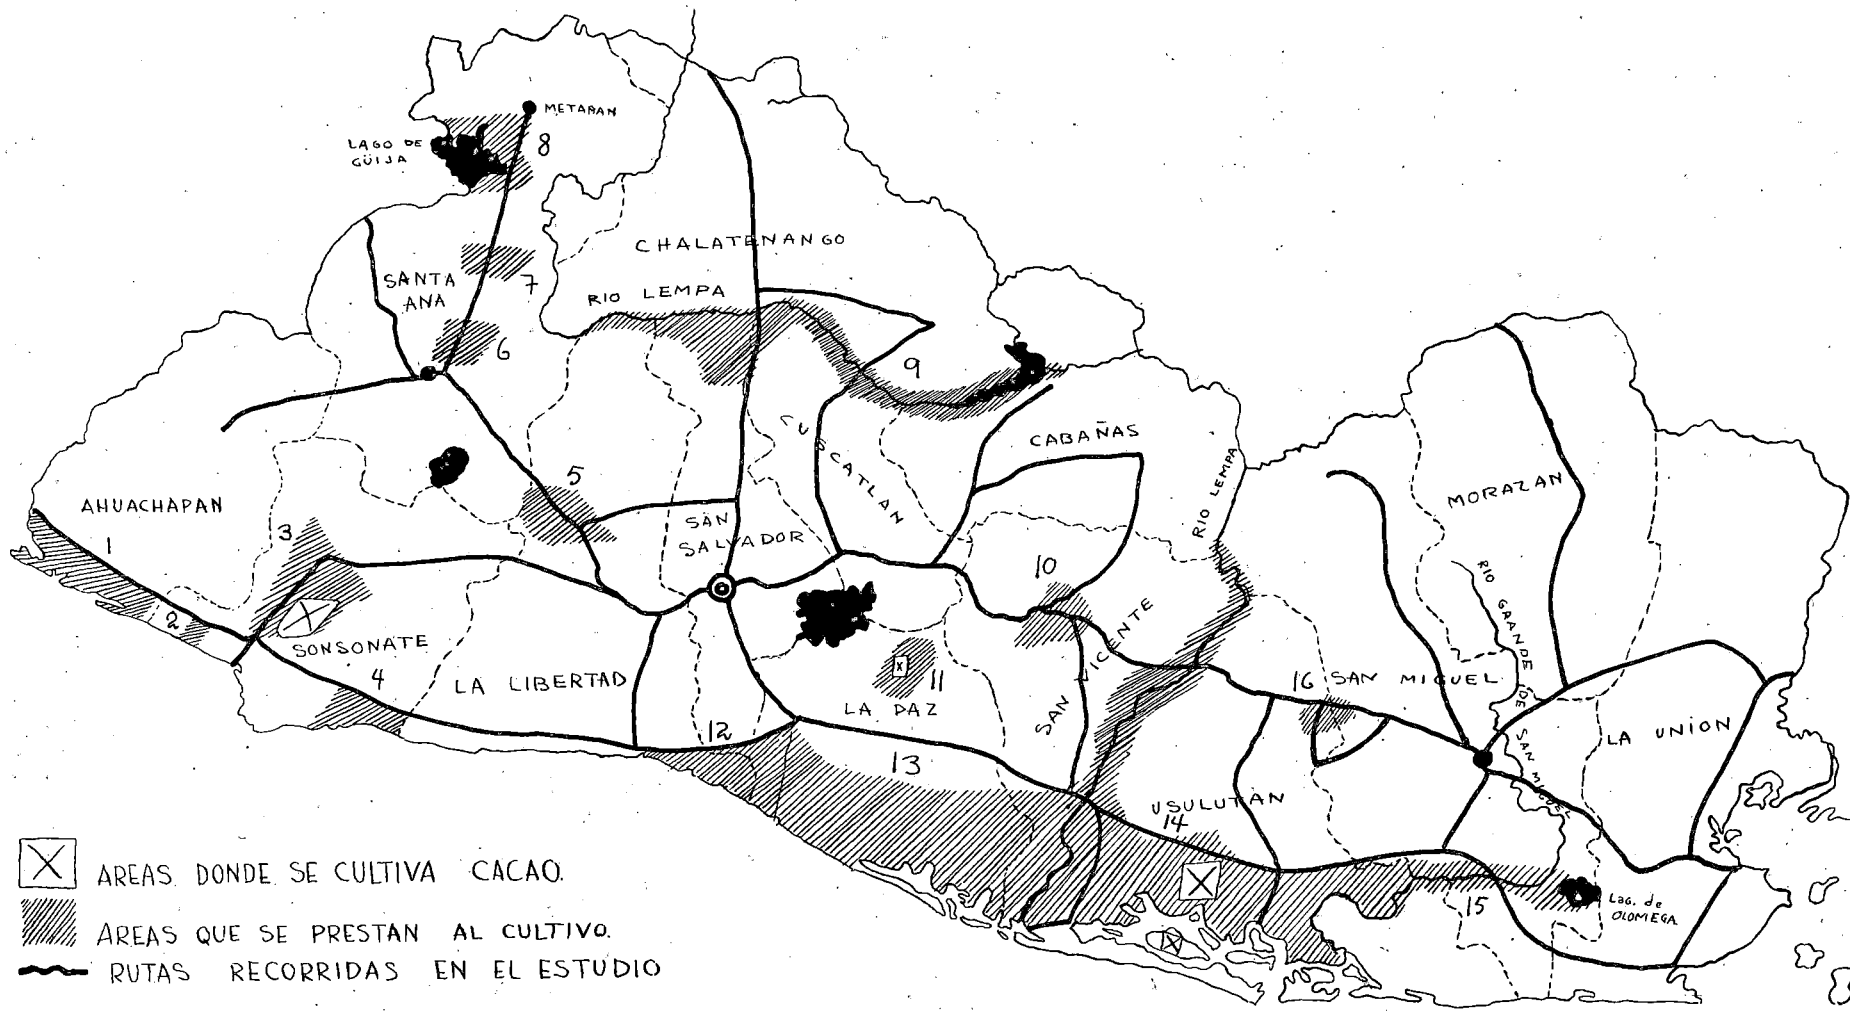 METAPAN
LAGO DE
GÜIJA
8
CHALATENANGO
SANTA
ANA
7
RIO LEMPA
6
9
CUSCATLAN
CABAÑAS
RIO LEMPA
5
MORAZAN
AHUACHAPAN
SAN
SALVADOR
3
1
10
RIO GRANDE DE
SAN MIGUEL
2
SONSONATE
4
LA LIBERTAD
11
LA PAZ
SAN VICENTE
16
SAN MIGUEL
LA UNION
12
13
USULUTAN
14
15
LAG. de
OLOMEGA
AREAS DONDE SE CULTIVA CACAO.
AREAS QUE SE PRESTAN AL CULTIVO.
RUTAS RECORRIDAS EN EL ESTUDIO